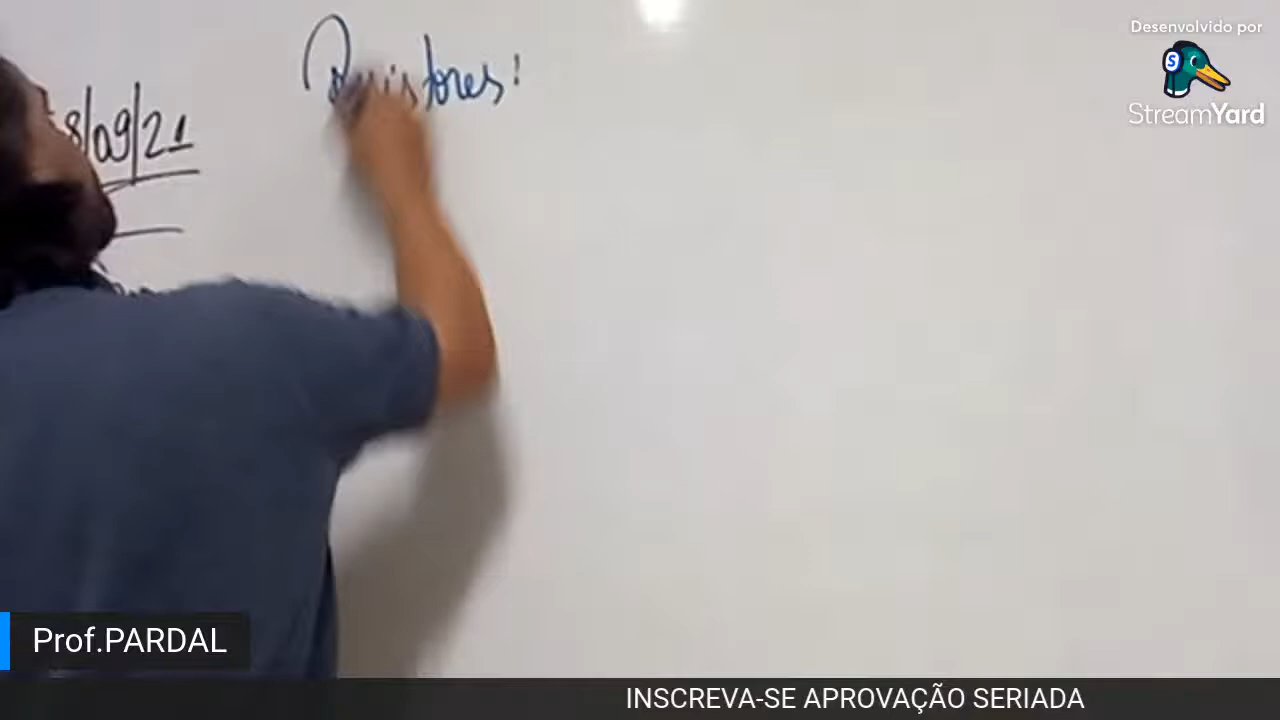 Resistores:
8/09/21
Desenvolvido por
StreamYard
Prof.PARDAL
INSCREVA-SE APROVAÇÃO SERIADA